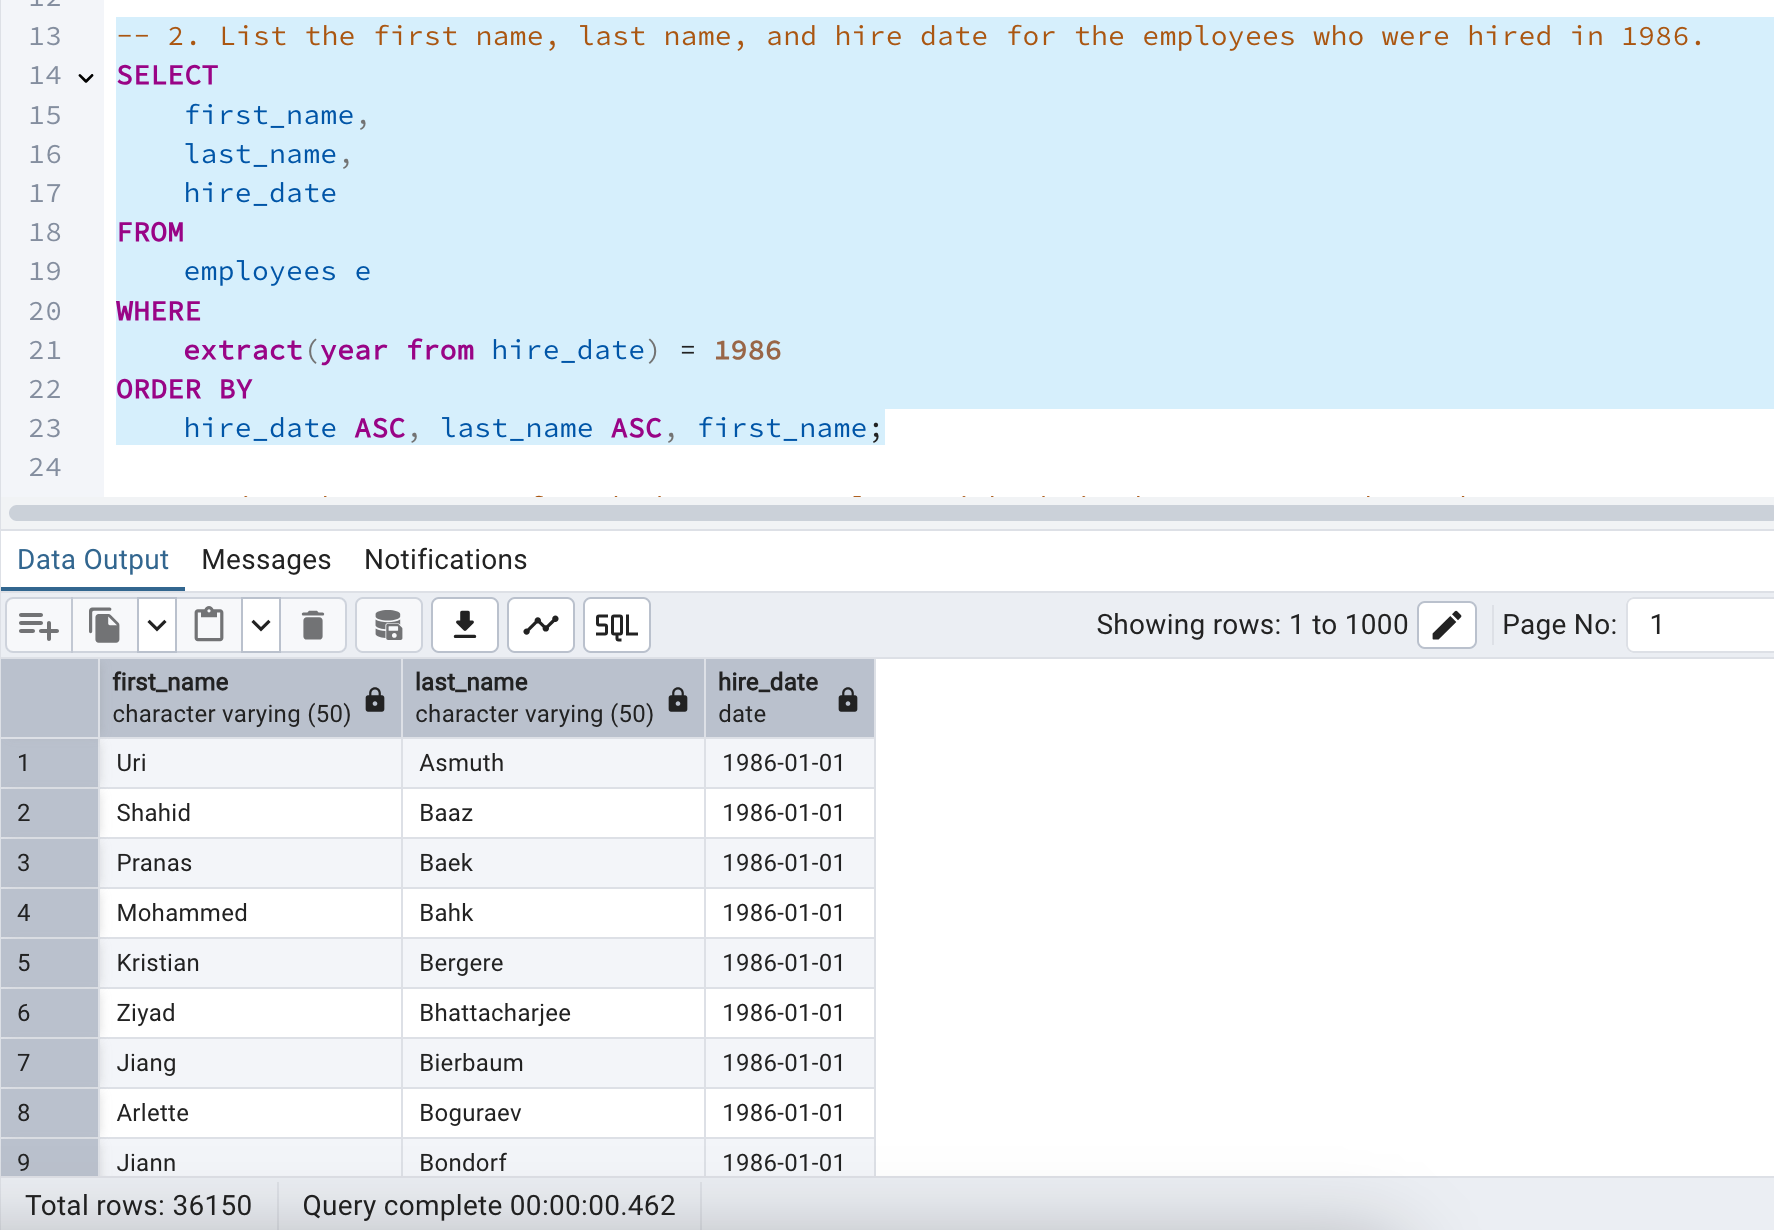 12
13 -- 2. List the first name, last name, and hire date for the employees who were hired in 1986.
14 SELECT
15 first_name,
16 last_name,
17 hire_date
18 FROM
19 employees e
20 WHERE
21 extract(year from hire_date) = 1986
22 ORDER BY
23 hire_date ASC, last_name ASC, first_name;
24
Data Output Messages Notifications
SQL Showing rows: 1 to 1000 Page No: 1
first_name last_name hire_date
character varying (50) character varying (50) date
1 Uri Asmuth 1986-01-01
2 Shahid Baaz 1986-01-01
3 Pranas Baek 1986-01-01
4 Mohammed Bahk 1986-01-01
5 Kristian Bergere 1986-01-01
6 Ziyad Bhattacharjee 1986-01-01
7 Jiang Bierbaum 1986-01-01
8 Arlette Boguraev 1986-01-01
9 Jiann Bondorf 1986-01-01
Total rows: 36150 Query complete 00:00:00.462